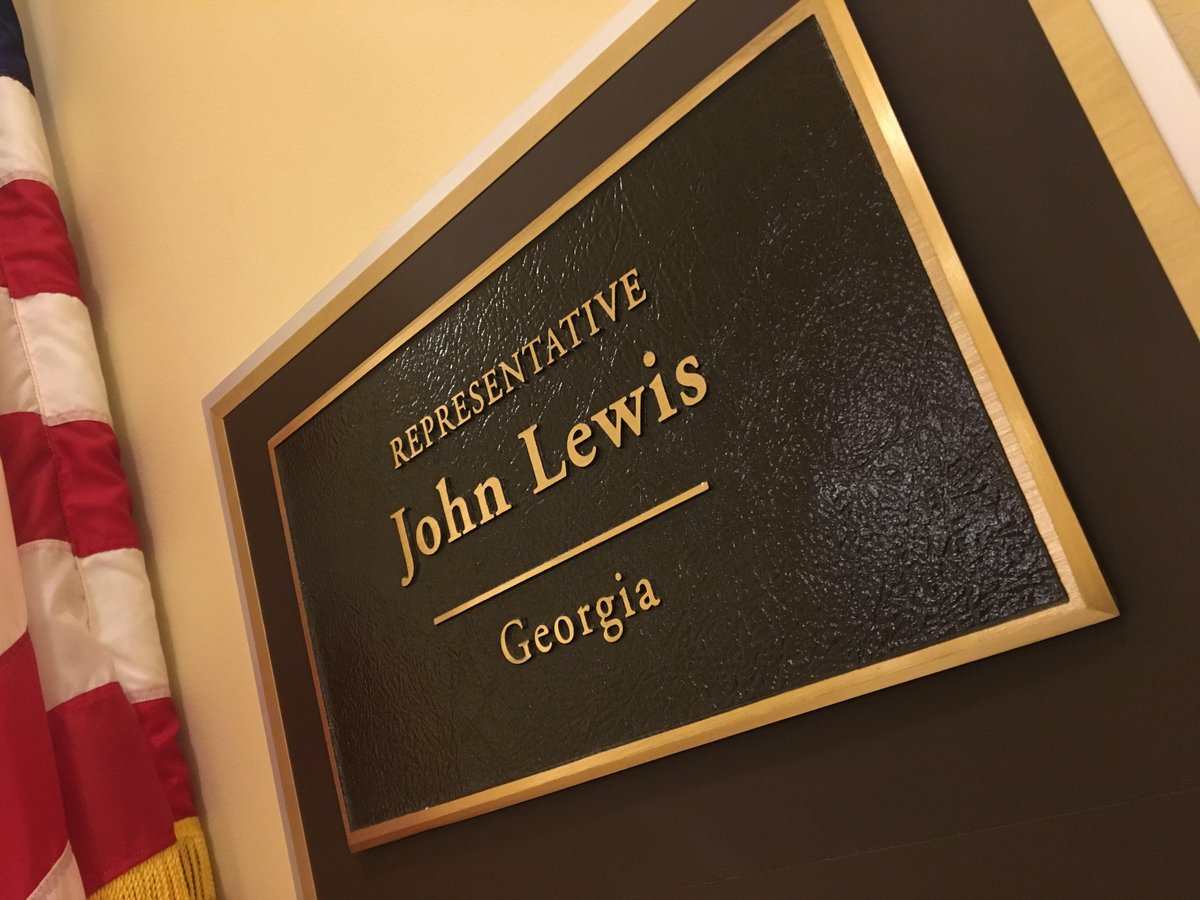 REPRESENTATIVE
John Lewis
Georgia